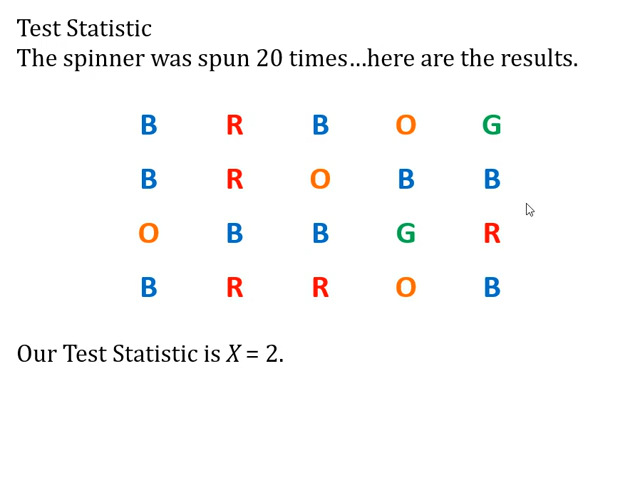 Test Statistic
The spinner was spun 20 times...here are the results.
B R B O G
B R O B B
O B B G R
B R R O B
Our Test Statistic is X = 2.